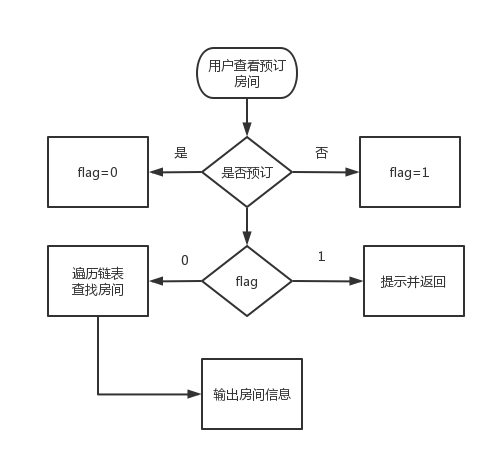 用户查看预订
房间
是
否
flag=0
是否预订
flag=1
0
1
遍历链表
查找房间
flag
提示并返回
输出房间信息